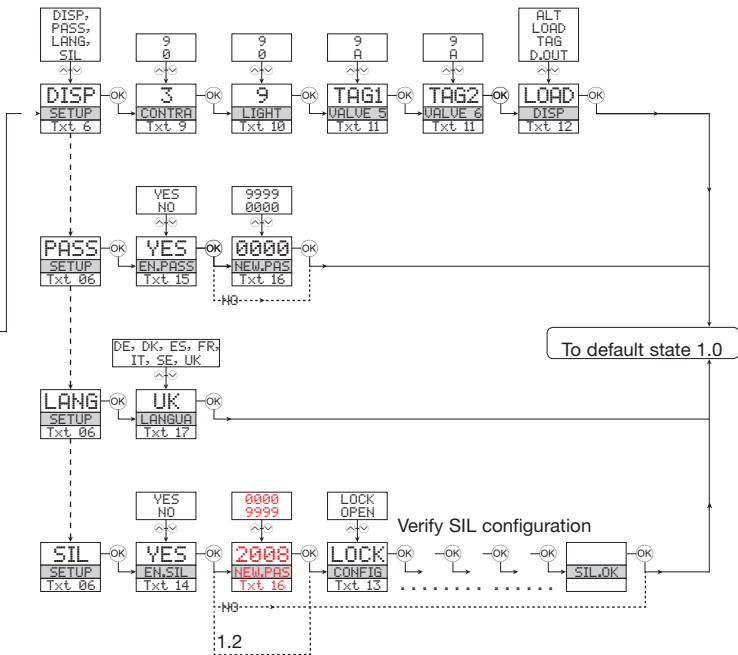 DISP,
PASS,
LANG,
SIL
9
0
9
0
9
A
9
A
ALT
LOAD
TAG
D.OUT
DISP OK 3 OK 9 OK TAG1 OK TAG2 OK LOAD OK
SETUP CONTRA LIGHT VALVE 5 VALVE 6 DISP
Txt 6 Txt 9 Txt 10 Txt 11 Txt 11 Txt 12
YES
NO
9999
0000
PASS OK YES OK 0000 OK
SETUP EN.PASS NEW.PAS
Txt 06 Txt 15 Txt 16
NO
To default state 1.0
DE, DK, ES, FR,
IT, SE, UK
LANG OK UK OK
SETUP LANGUA
Txt 06 Txt 17
YES
NO
0000
9999
LOCK
OPEN
Verify SIL configuration
SIL OK YES OK 2008 OK LOCK OK OK OK OK OK
SETUP EN.SIL NEW.PAS CONFIG SIL.OK
Txt 06 Txt 14 Txt 16 Txt 13 . . . . . . . . . . . . . .
NO
1.2